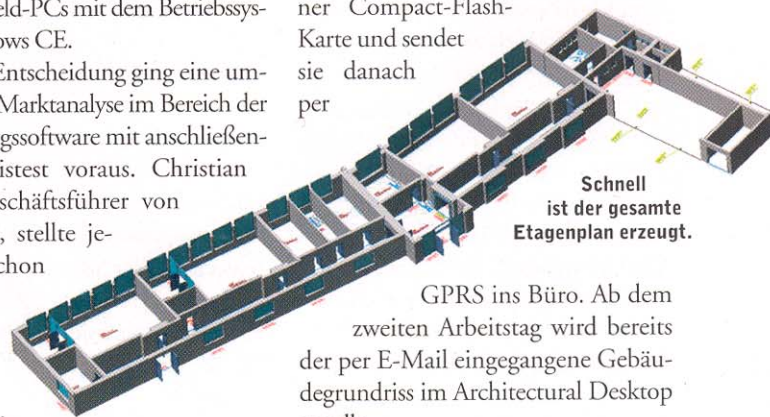 eld-PCs mit dem Betriebssys-
ows CE.
Entscheidung ging eine um-
Marktanalyse im Bereich der
gssoftware mit anschließen-
istest voraus. Christian
schäftsführer von
, stellte je-
chon
ner Compact-Flash-
Karte und sendet
sie danach
per
Schnell
ist der gesamte
Etagenplan erzeugt.
GPRS ins Büro. Ab dem
zweiten Arbeitstag wird bereits
der per E-Mail eingegangene Gebäu-
degrundriss im Architectural Desktop